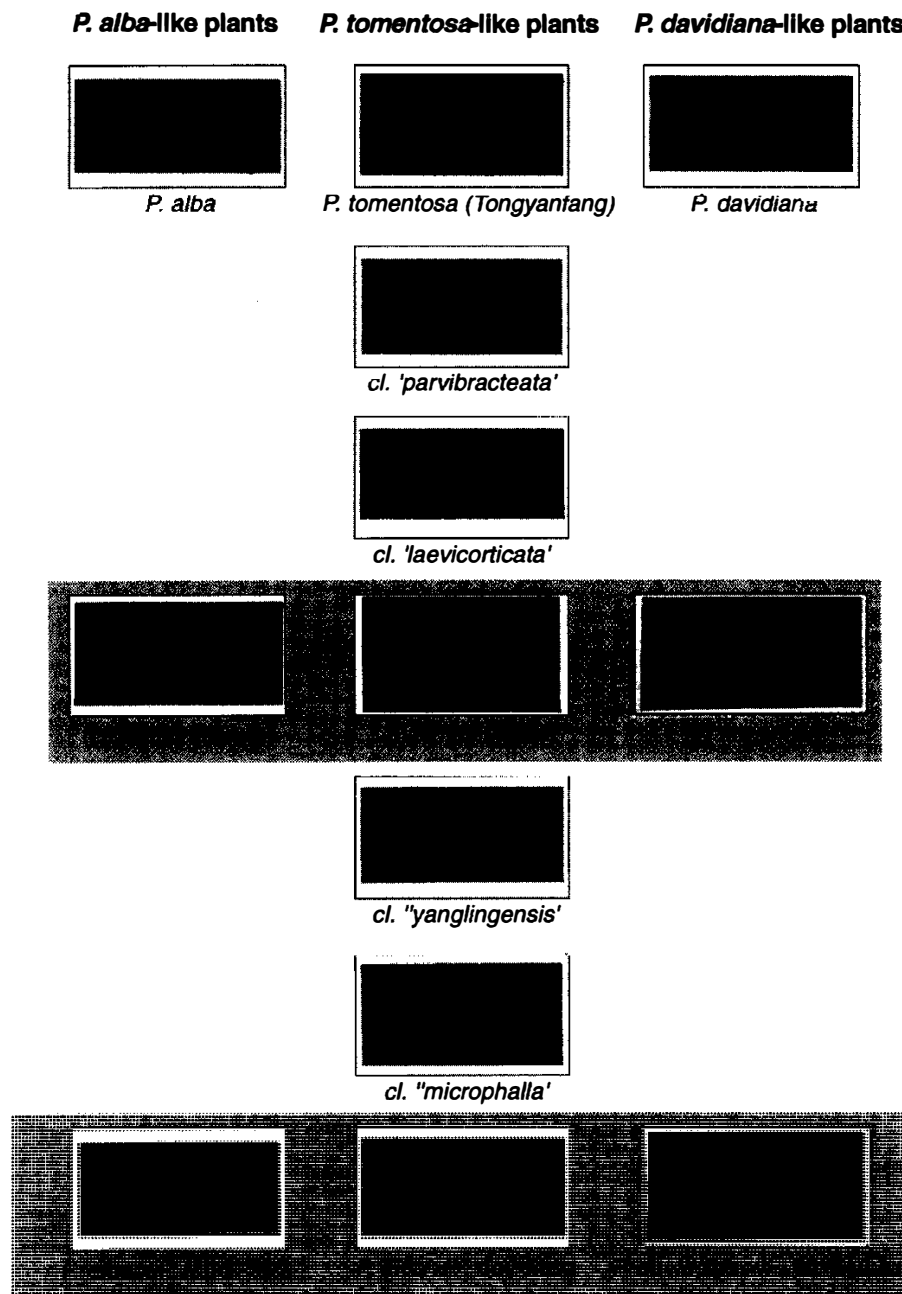 P. alba-like plants P. tomentosa-like plants P. davidiana-like plants
P. alba P. tomentosa (Tongyanfang) P. davidiana
cl. 'parvibracteata'
cl. 'laevicorticata'
cl. "yanglingensis'
cl. "microphalla'